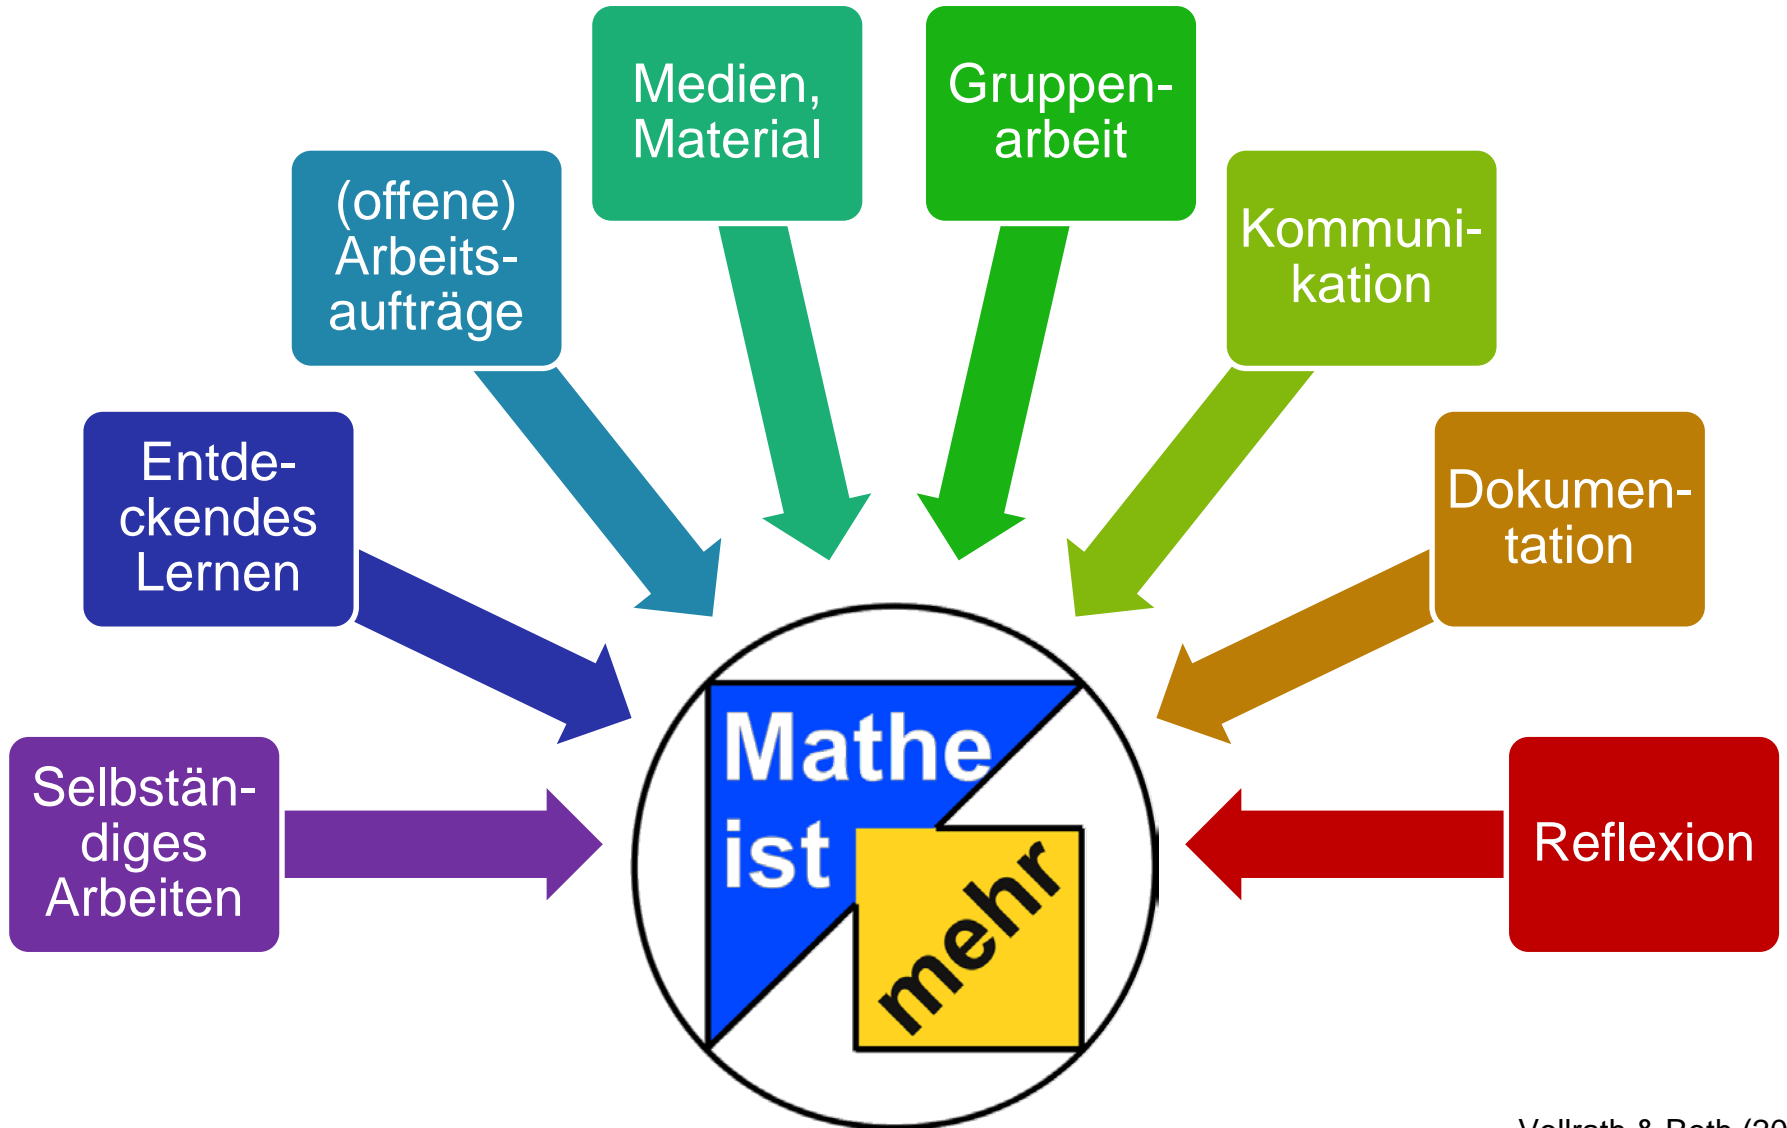 Medien,
Material
Gruppen-
arbeit
(offene)
Arbeits-
aufträge
Kommuni-
kation
Entde-
ckendes
Lernen
Dokumen-
tation
Selbstän-
diges
Arbeiten
Reflexion
Mathe
ist
mehr